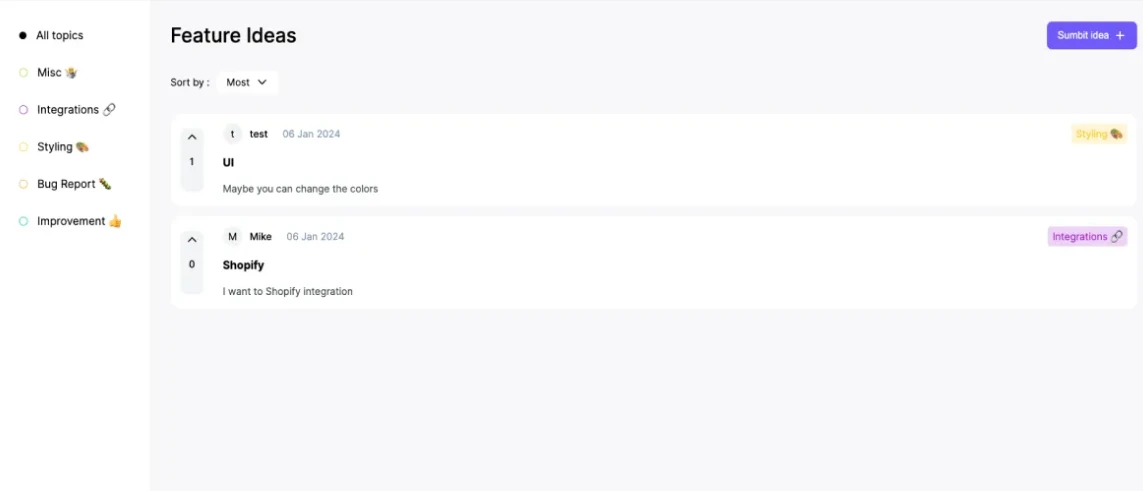 All topics
Misc 🤹
Integrations 🔗
Styling 🎨
Bug Report 🐛
Improvement 👍
Feature Ideas
Sumbit idea +
Sort by : Most
t test 06 Jan 2024 Styling 🎨
1
UI
Maybe you can change the colors
M Mike 06 Jan 2024 Integrations 🔗
0
Shopify
I want to Shopify integration